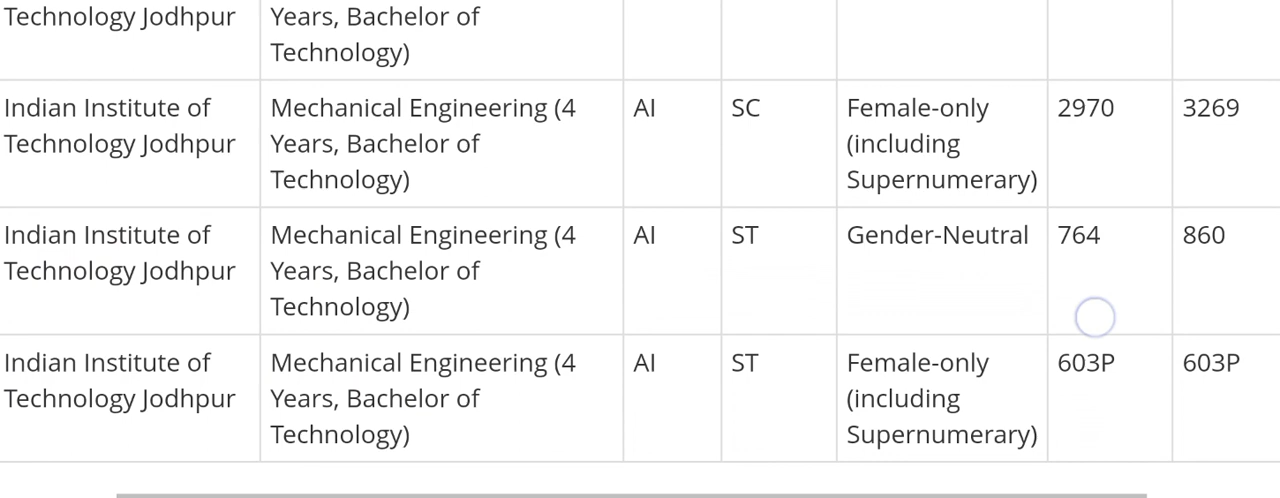 Technology Jodhpur Years, Bachelor of
Technology)
Indian Institute of Mechanical Engineering (4 AI SC Female-only 2970 3269
Technology Jodhpur Years, Bachelor of (including
Technology) Supernumerary)
Indian Institute of Mechanical Engineering (4 AI ST Gender-Neutral 764 860
Technology Jodhpur Years, Bachelor of
Technology)
Indian Institute of Mechanical Engineering (4 AI ST Female-only 603P 603P
Technology Jodhpur Years, Bachelor of (including
Technology) Supernumerary)